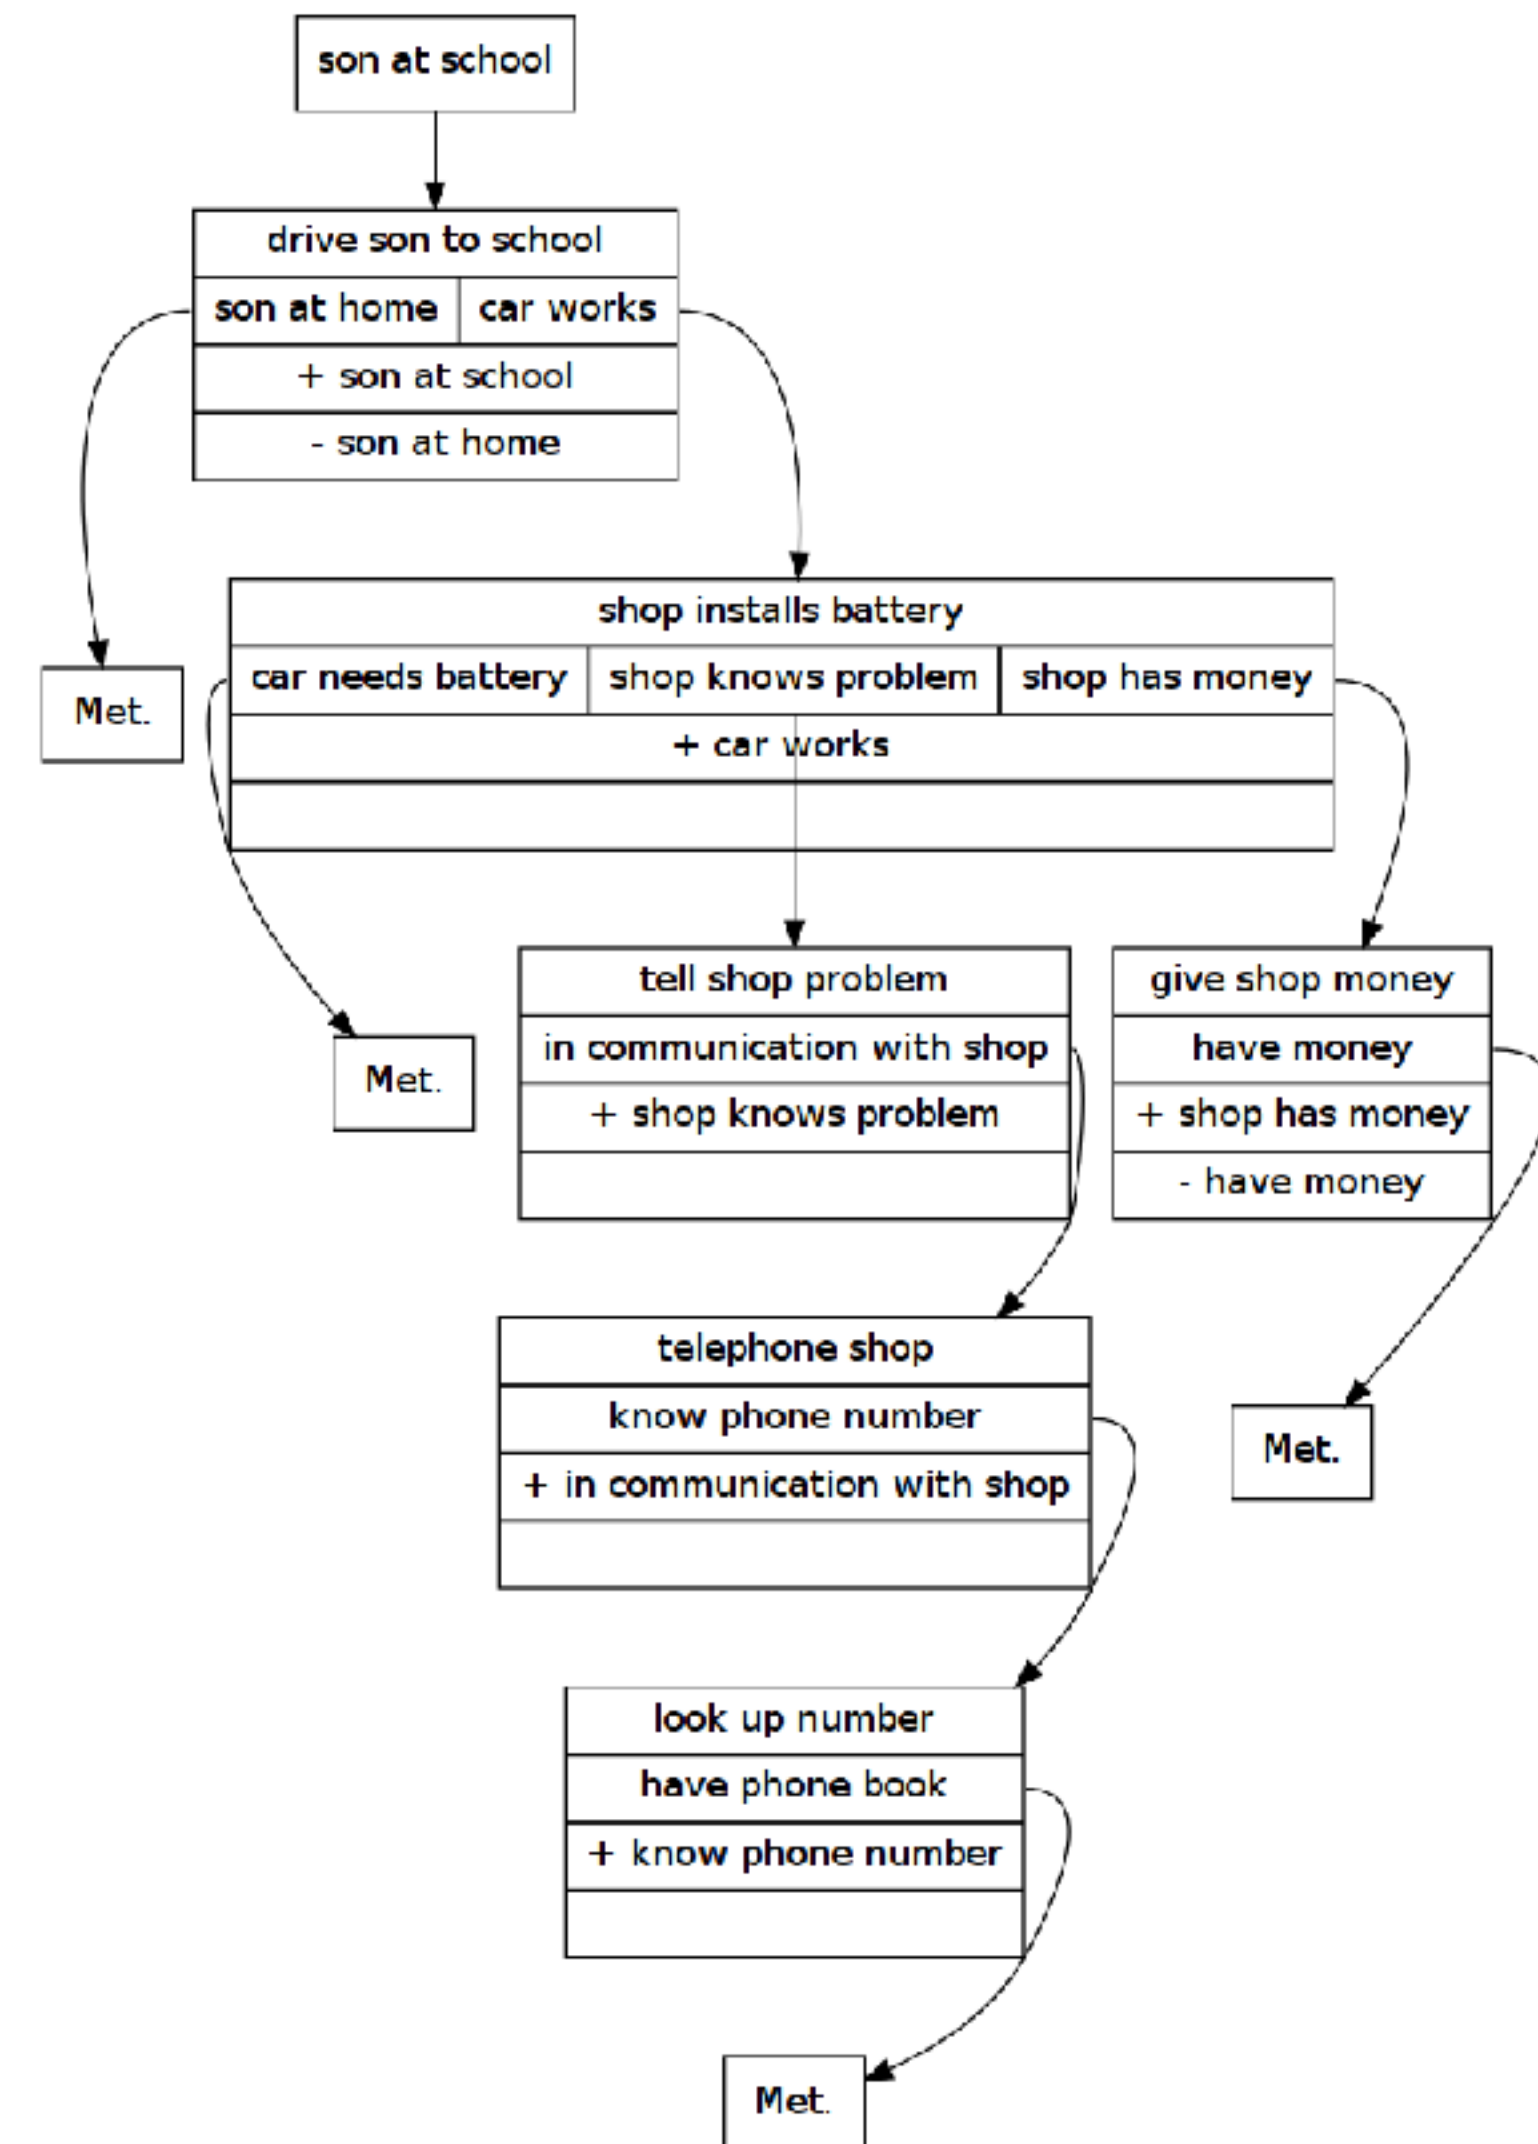 son at school
drive son to school
son at home car works
+ son at school
- son at home
shop installs battery
car needs battery shop knows problem shop has money
+ car works
Met.
tell shop problem
in communication with shop
+ shop knows problem
give shop money
have money
+ shop has money
- have money
Met.
telephone shop
know phone number
+ in communication with shop
Met.
look up number
have phone book
+ know phone number
Met.